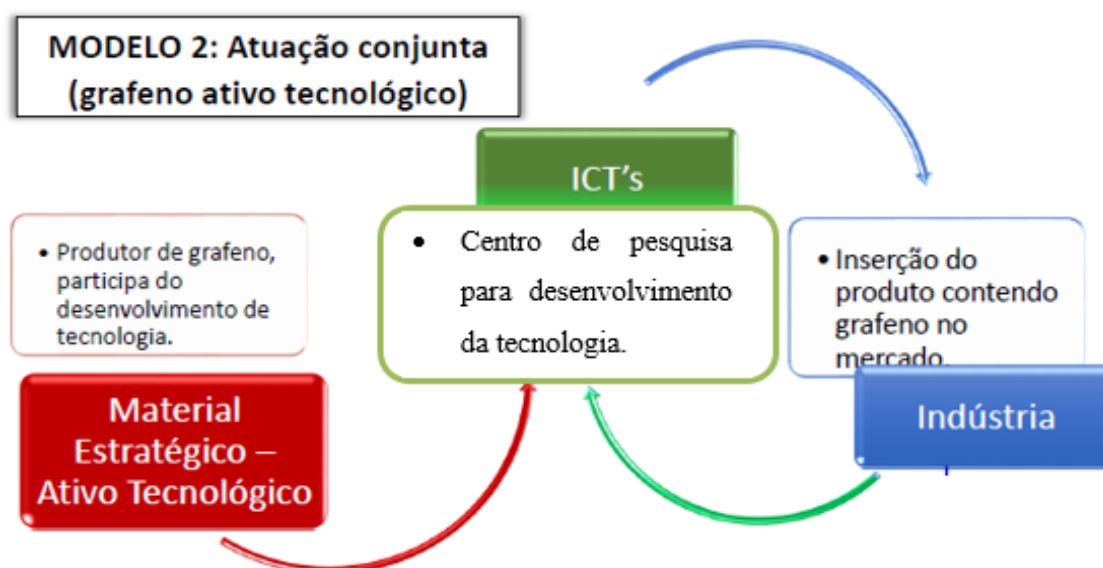 MODELO 2: Atuação conjunta
(grafeno ativo tecnológico)
ICT’s
• Centro de pesquisa
para desenvolvimento
da tecnologia.
• Produtor de grafeno,
participa do
desenvolvimento de
tecnologia.
Material
Estratégico –
Ativo Tecnológico
• Inserção do
produto contendo
grafeno no
mercado.
Indústria